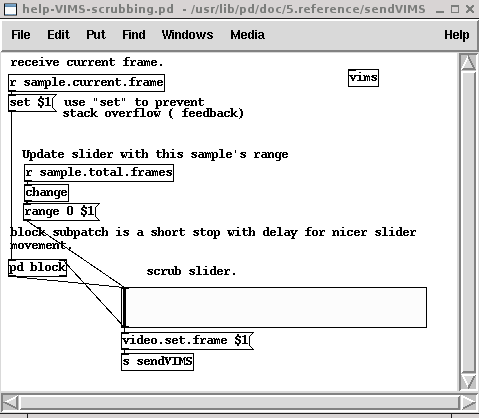 help-VIMS-scrubbing.pd - /usr/lib/pd/doc/5.reference/sendVIMS
File Edit Put Find Windows Media Help
receive current frame.
r sample.current.frame
vims
set $1
use "set" to prevent
stack overflow ( feedback)
Update slider with this sample's range
r sample.total.frames
change
range 0 $1
block subpatch is a short stop with delay for nicer slider
movement.
pd block
scrub slider.
video.set.frame $1
s sendVIMS